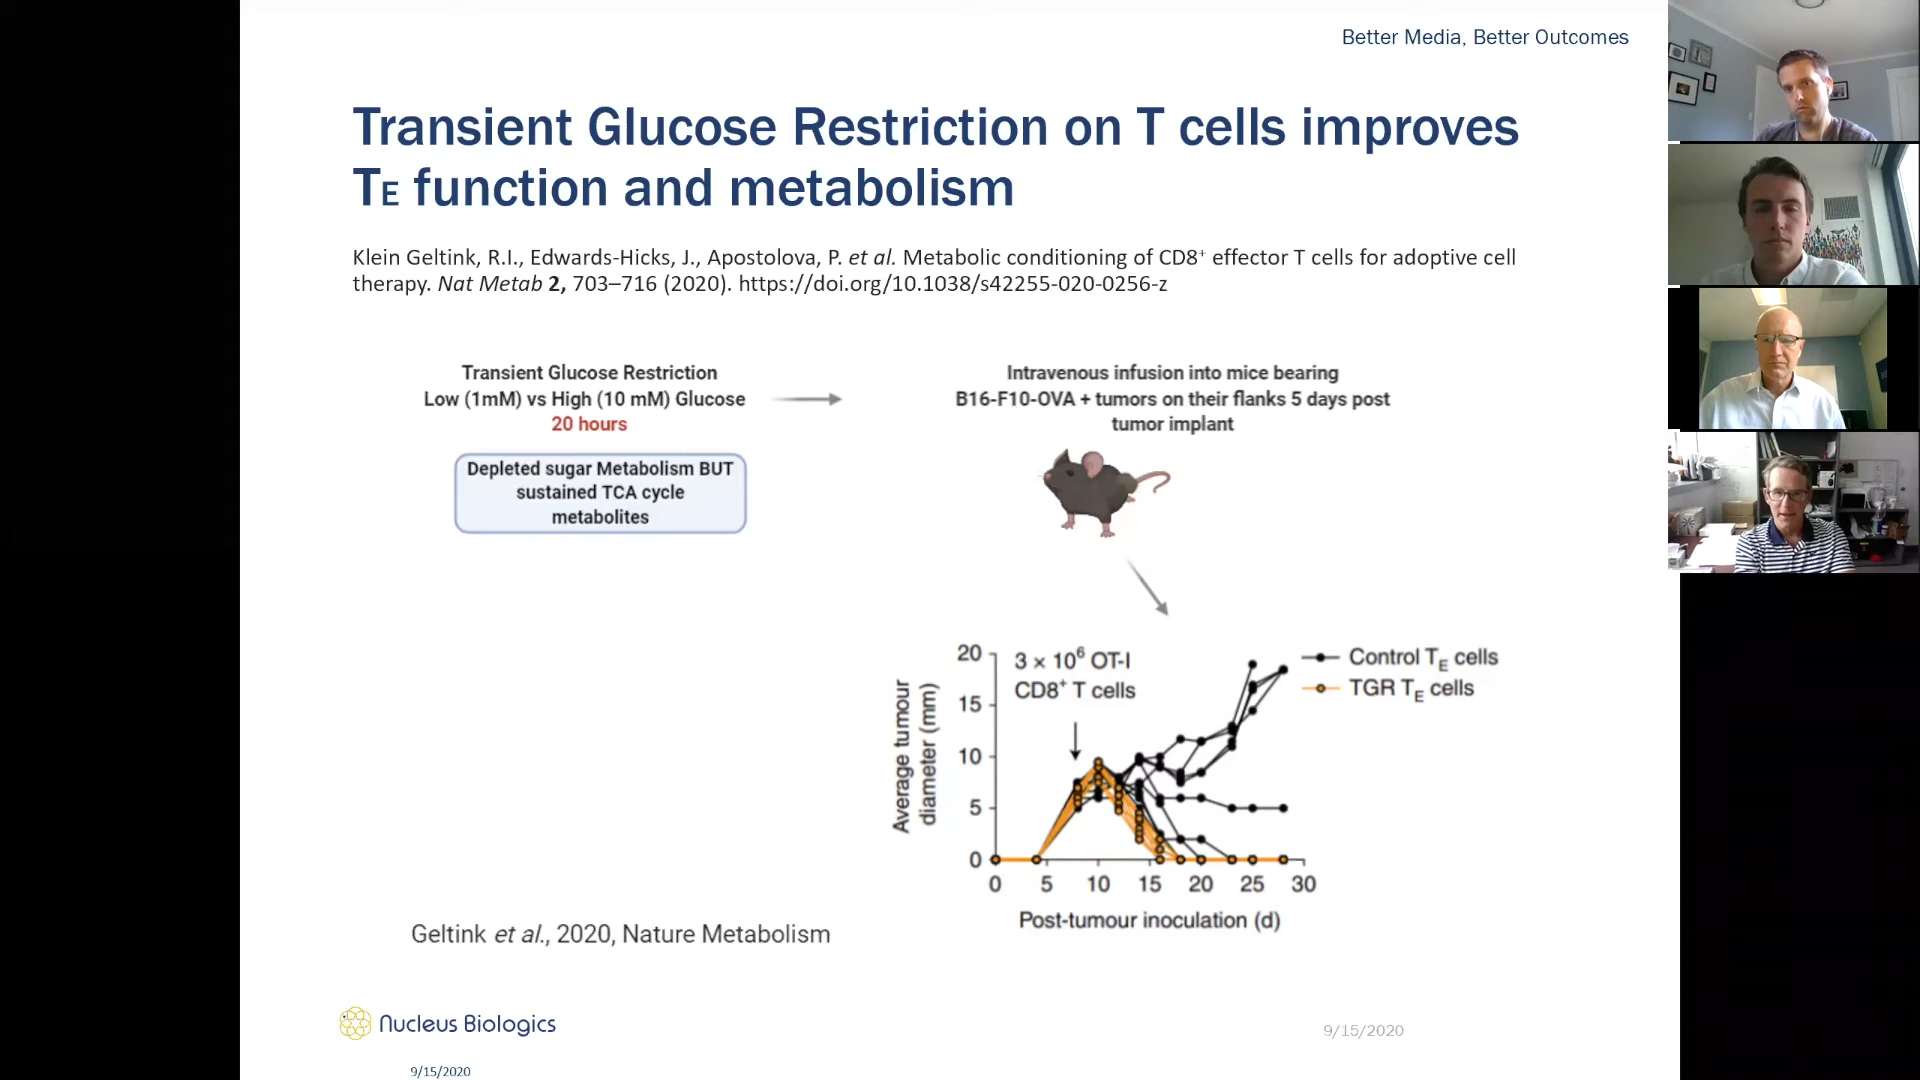 Better Media, Better Outcomes
Transient Glucose Restriction on T cells improves
TE function and metabolism
Klein Geltink, R.I., Edwards-Hicks, J., Apostolova, P. et al. Metabolic conditioning of CD8⁺ effector T cells for adoptive cell
therapy. Nat Metab 2, 703–716 (2020). https://doi.org/10.1038/s42255-020-0256-z
Transient Glucose Restriction
Low (1mM) vs High (10 mM) Glucose
20 hours
Depleted sugar Metabolism BUT
sustained TCA cycle
metabolites
Intravenous infusion into mice bearing
B16-F10-OVA + tumors on their flanks 5 days post
tumor implant
3 × 10⁶ OT-I
CD8⁺ T cells
Control TE cells
TGR TE cells
Average tumour
diameter (mm)
20
15
10
5
0
0 5 10 15 20 25 30
Post-tumour inoculation (d)
Geltink et al., 2020, Nature Metabolism
Nucleus Biologics
9/15/2020
9/15/2020